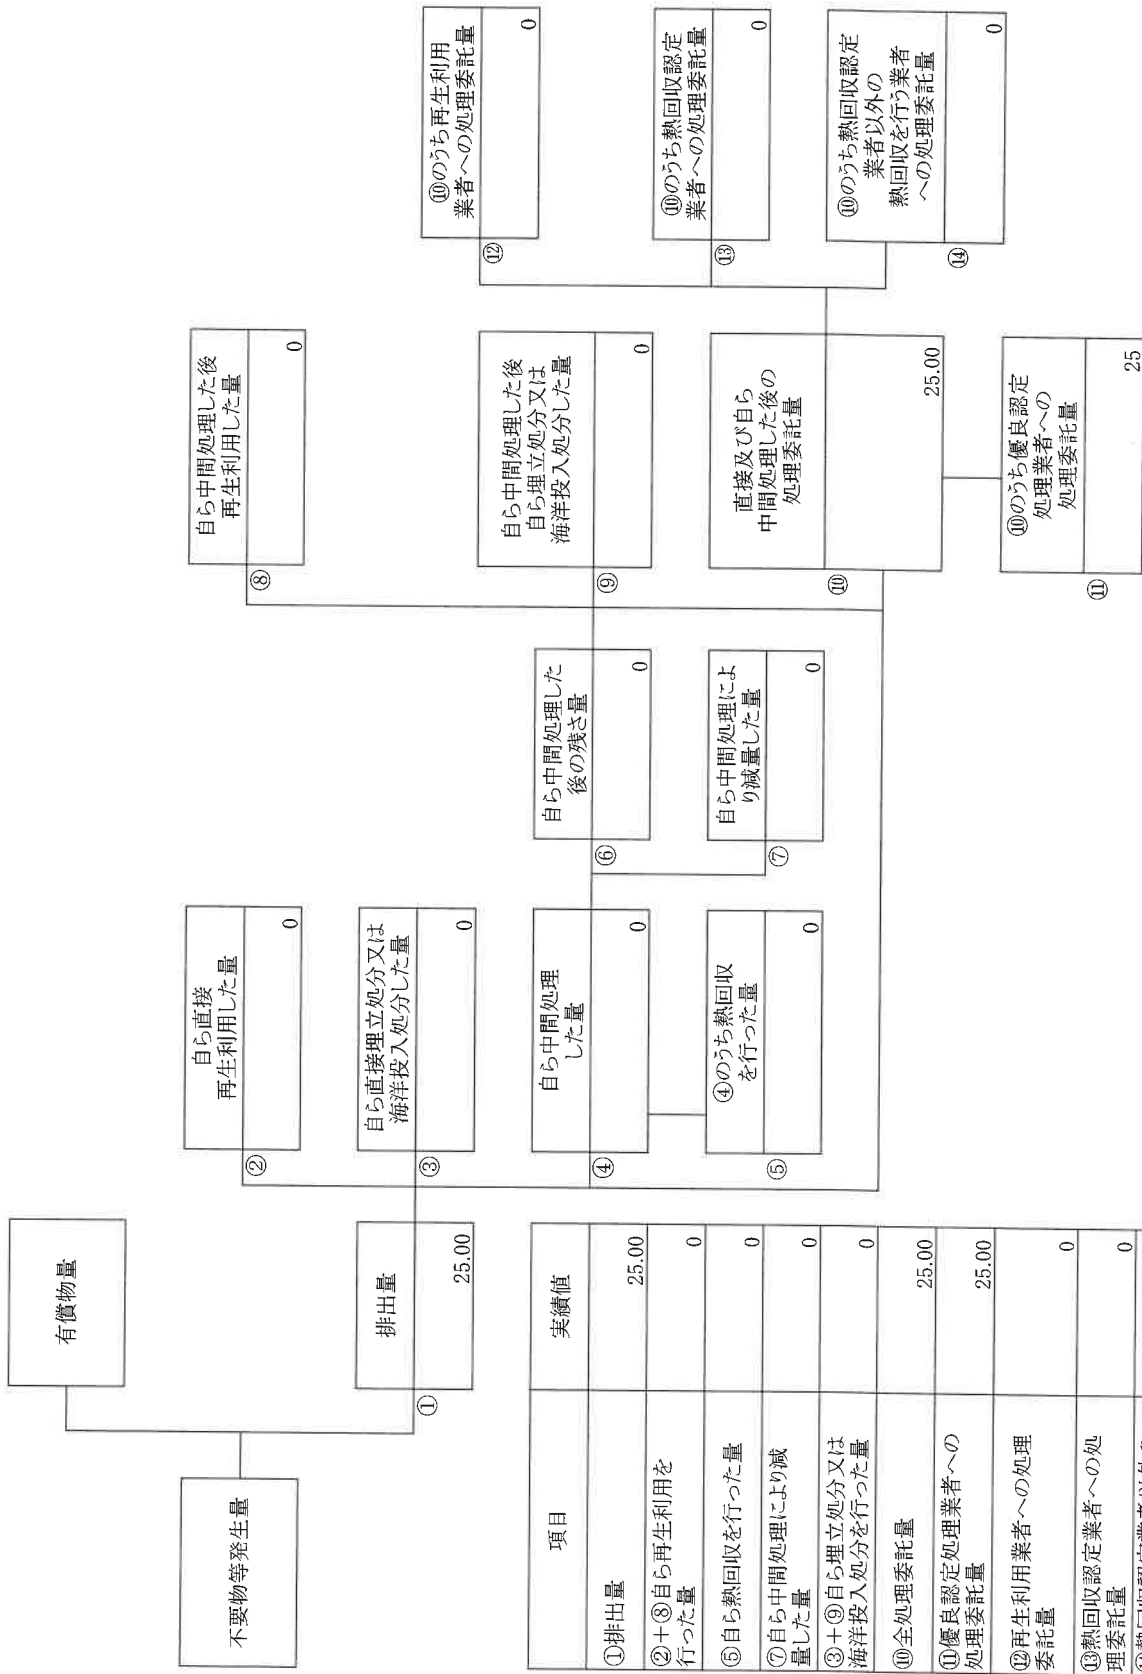 不要物等発生量
有償物量
①
排出量
25.00
②
自ら直接
再生利用した量
0
③
自ら直接埋立処分又は
海洋投入処分した量
0
④
自ら中間処理
した量
0
⑤
④のうち熱回収
を行った量
0
⑥
自ら中間処理した
後の残さ量
0
⑦
自ら中間処理によ
り減量した量
0
⑧
自ら中間処理した後
再生利用した量
0
⑨
自ら中間処理した後
自ら埋立処分又は
海洋投入処分した量
0
⑩
直接及び自ら
中間処理した後の
処理委託量
25.00
⑪
⑩のうち優良認定
処理業者への
処理委託量
25
⑫
⑩のうち再生利用
業者への処理委託量
0
⑬
⑩のうち熱回収認定
業者への処理委託量
0
⑭
⑩のうち熱回収認定
業者以外の
熱回収を行う業者
への処理委託量
0
項目 実績値
①排出量 25.00
②+⑧自ら再生利用を
行った量 0
⑤自ら熱回収を行った量 0
⑦自ら中間処理により減
量した量 0
③+⑨自ら埋立処分又は
海洋投入処分を行った量 0
⑩全処理委託量 25.00
⑪優良認定処理業者への
処理委託量 25.00
⑫再生利用業者への処理
委託量 0
⑬熱回収認定業者への処
理委託量 0